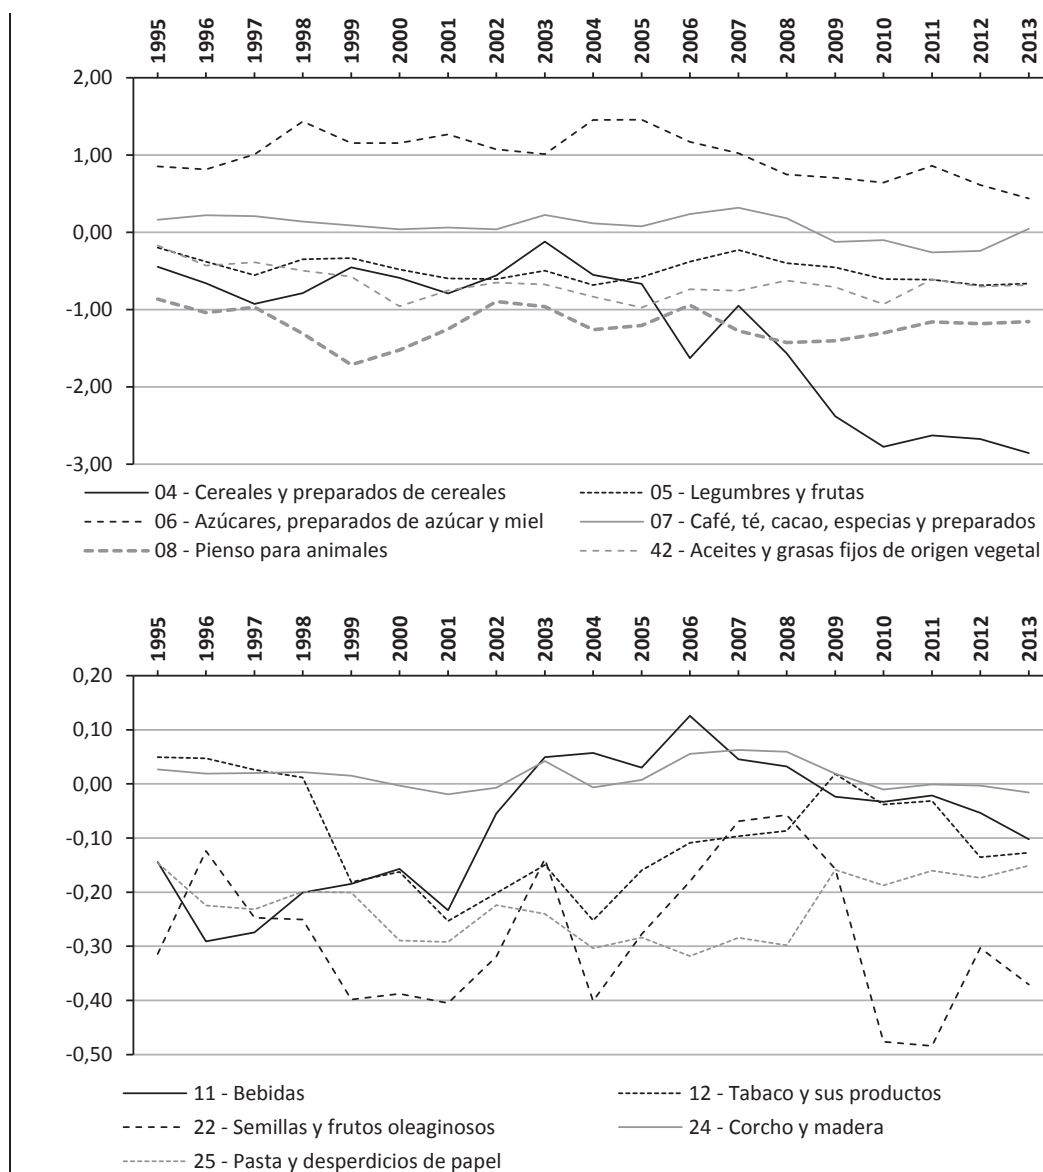 1995 1996 1997 1998 1999 2000 2001 2002 2003 2004 2005 2006 2007 2008 2009 2010 2011 2012 2013
2,00
1,00
0,00
-1,00
-2,00
-3,00
04 - Cereales y preparados de cereales 05 - Legumbres y frutas
06 - Azúcares, preparados de azúcar y miel 07 - Café, té, cacao, especias y preparados
08 - Pienso para animales 42 - Aceites y grasas fijos de origen vegetal
1995 1996 1997 1998 1999 2000 2001 2002 2003 2004 2005 2006 2007 2008 2009 2010 2011 2012 2013
0,20
0,10
0,00
-0,10
-0,20
-0,30
-0,40
-0,50
11 - Bebidas 12 - Tabaco y sus productos
22 - Semillas y frutos oleaginosos 24 - Corcho y madera
25 - Pasta y desperdicios de papel